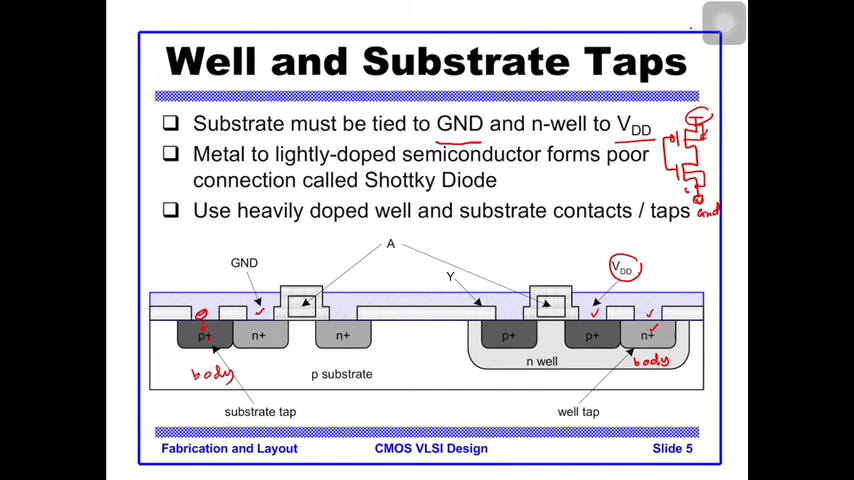 Well and Substrate Taps
❑ Substrate must be tied to GND and n-well to VDD
❑ Metal to lightly-doped semiconductor forms poor
connection called Shottky Diode
❑ Use heavily doped well and substrate contacts / taps
Gnd
A
GND
Y
VDD
p+
n+
n+
p+
p+
n+
body
p substrate
n well
body
substrate tap
well tap
Fabrication and Layout
CMOS VLSI Design
Slide 5